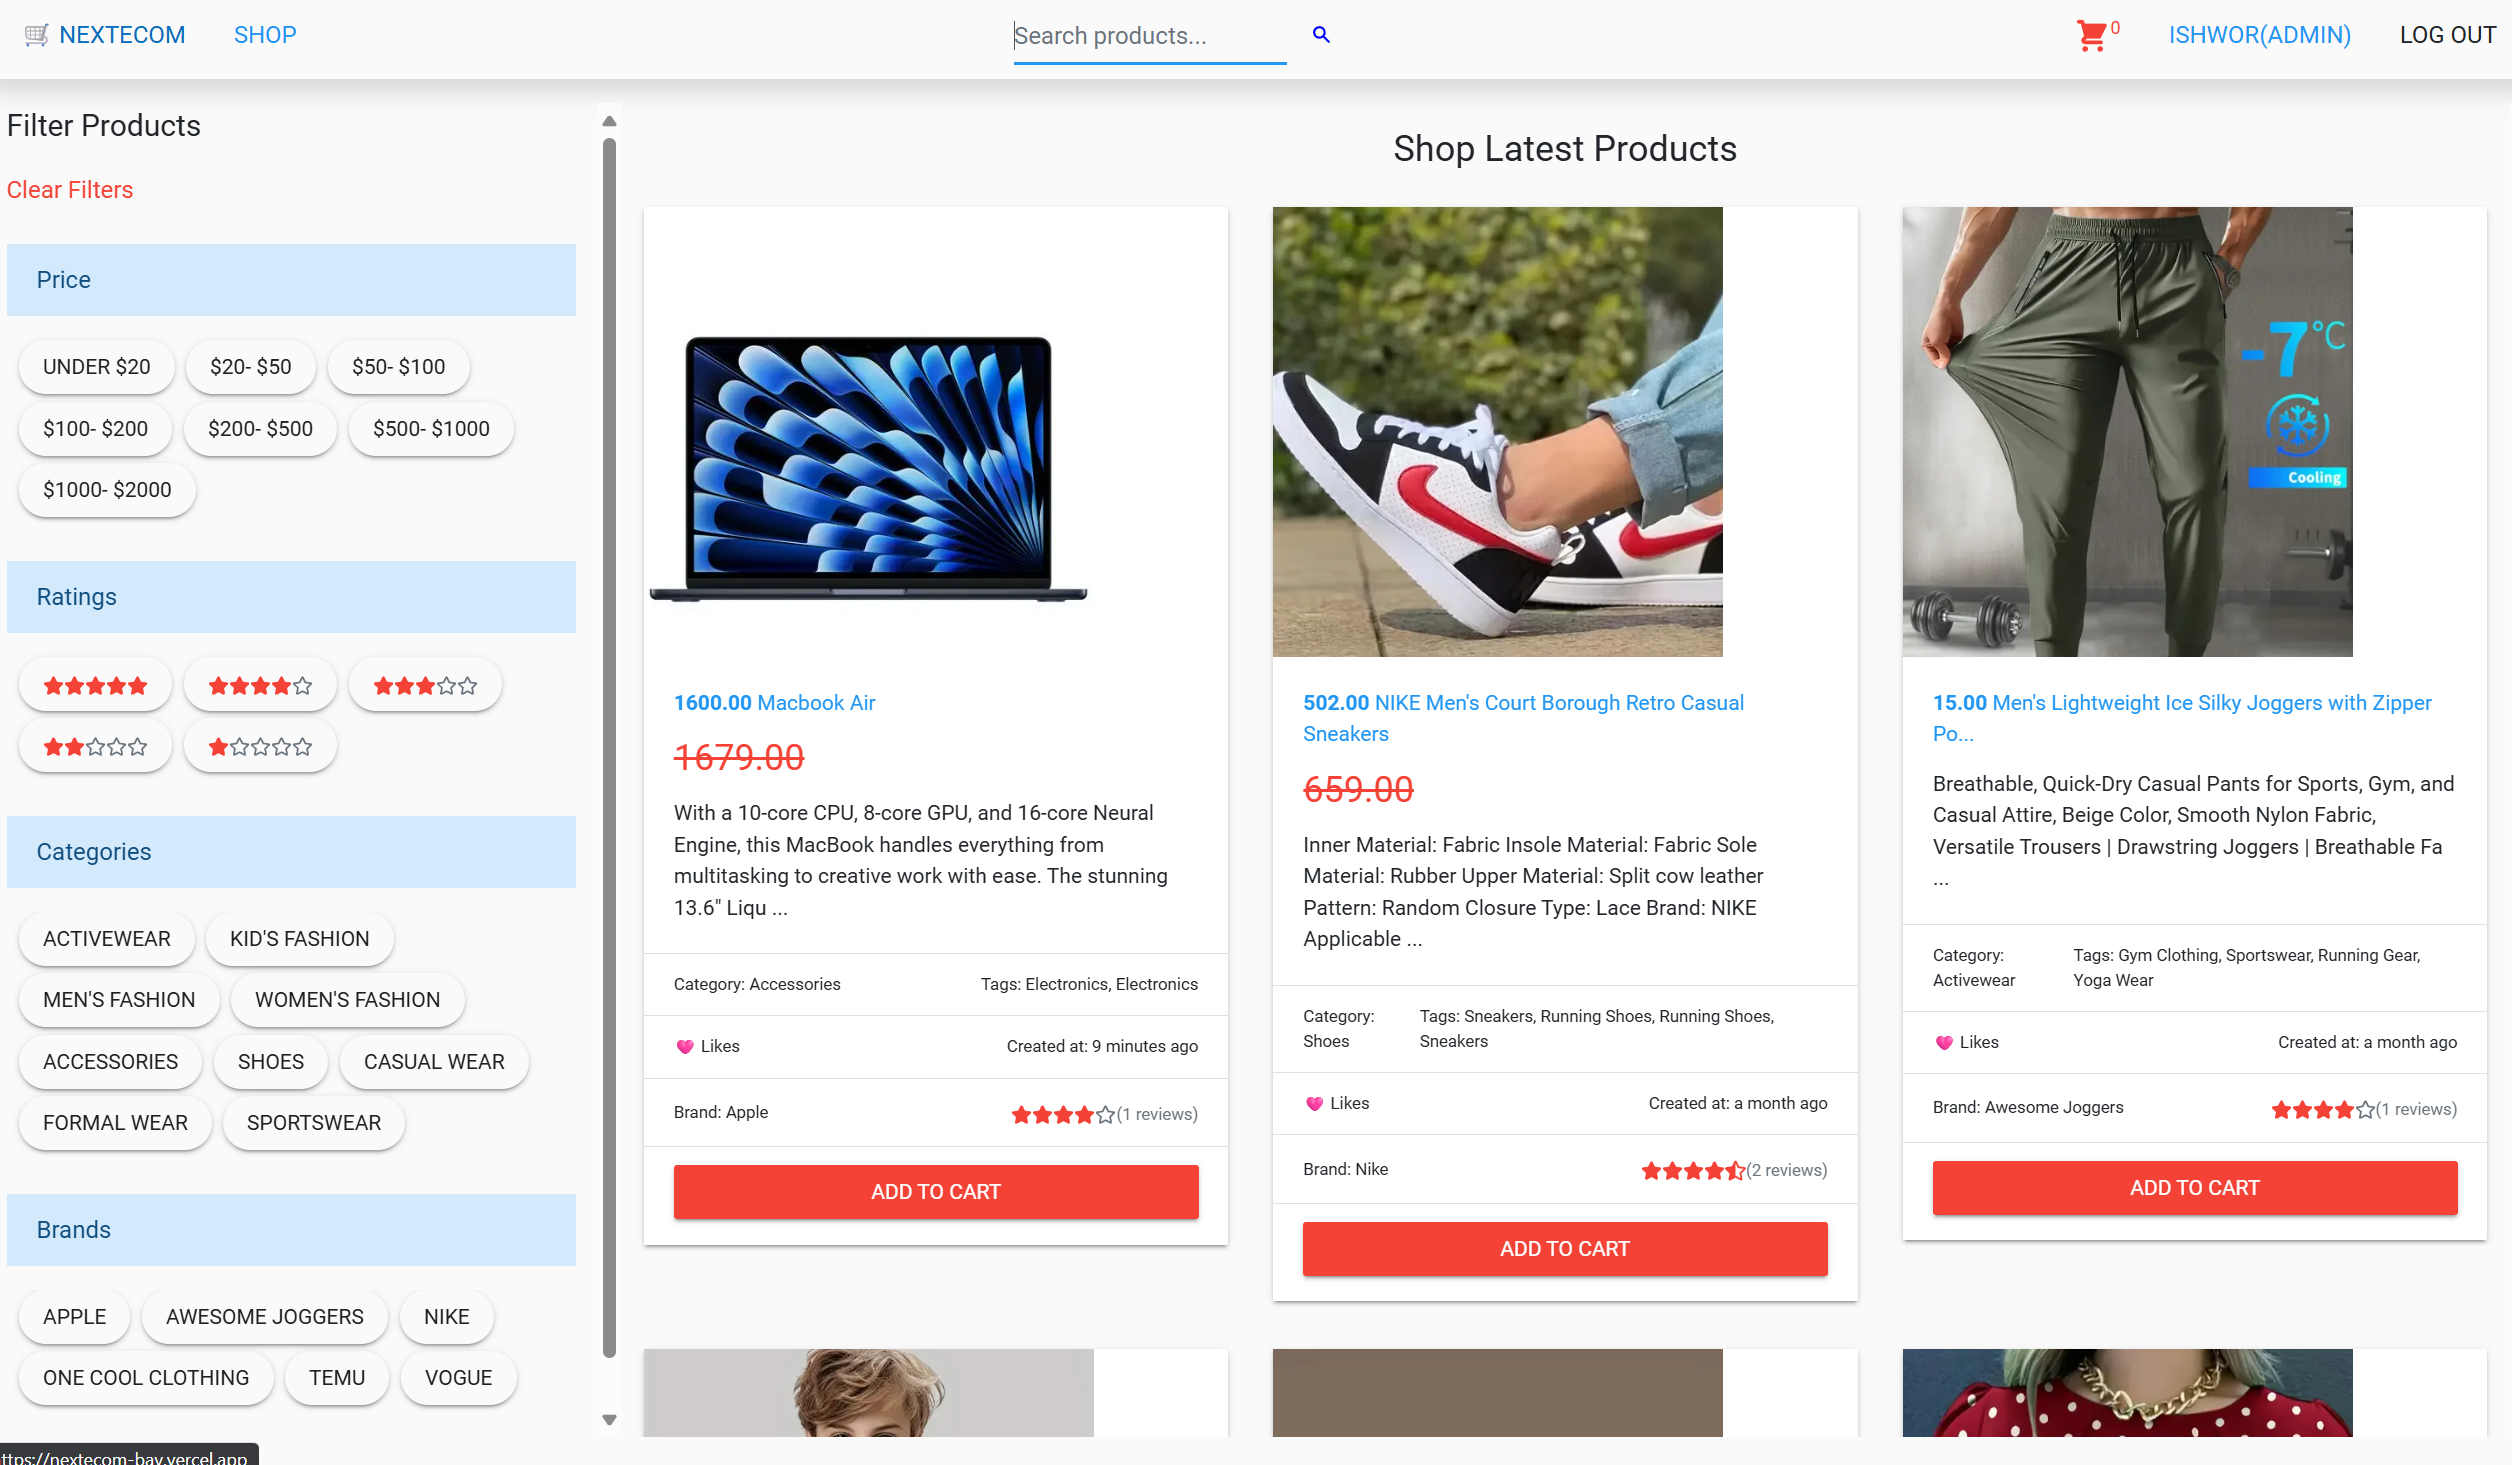 NEXTECOM SHOP
Search products...
0 ISHWOR(ADMIN) LOG OUT
Filter Products
Clear Filters
Price
UNDER $20 $20- $50 $50- $100
$100- $200 $200- $500 $500- $1000
$1000- $2000
Ratings
Categories
ACTIVEWEAR KID'S FASHION
MEN'S FASHION WOMEN'S FASHION
ACCESSORIES SHOES CASUAL WEAR
FORMAL WEAR SPORTSWEAR
Brands
APPLE AWESOME JOGGERS NIKE
ONE COOL CLOTHING TEMU VOGUE
Shop Latest Products
1600.00 Macbook Air
1679.00
With a 10-core CPU, 8-core GPU, and 16-core Neural
Engine, this MacBook handles everything from
multitasking to creative work with ease. The stunning
13.6" Liqu ...
Category: Accessories Tags: Electronics, Electronics
Likes Created at: 9 minutes ago
Brand: Apple (1 reviews)
ADD TO CART
502.00 NIKE Men's Court Borough Retro Casual
Sneakers
659.00
Inner Material: Fabric Insole Material: Fabric Sole
Material: Rubber Upper Material: Split cow leather
Pattern: Random Closure Type: Lace Brand: NIKE
Applicable ...
Category: Tags: Sneakers, Running Shoes, Running Shoes,
Shoes Sneakers
Likes Created at: a month ago
Brand: Nike (2 reviews)
ADD TO CART
-7°C
Cooling
15.00 Men's Lightweight Ice Silky Joggers with Zipper
Po...
Breathable, Quick-Dry Casual Pants for Sports, Gym, and
Casual Attire, Beige Color, Smooth Nylon Fabric,
Versatile Trousers | Drawstring Joggers | Breathable Fa
...
Category: Tags: Gym Clothing, Sportswear, Running Gear,
Activewear Yoga Wear
Likes Created at: a month ago
Brand: Awesome Joggers (1 reviews)
ADD TO CART
ttps://nextecom-bay.vercel.app